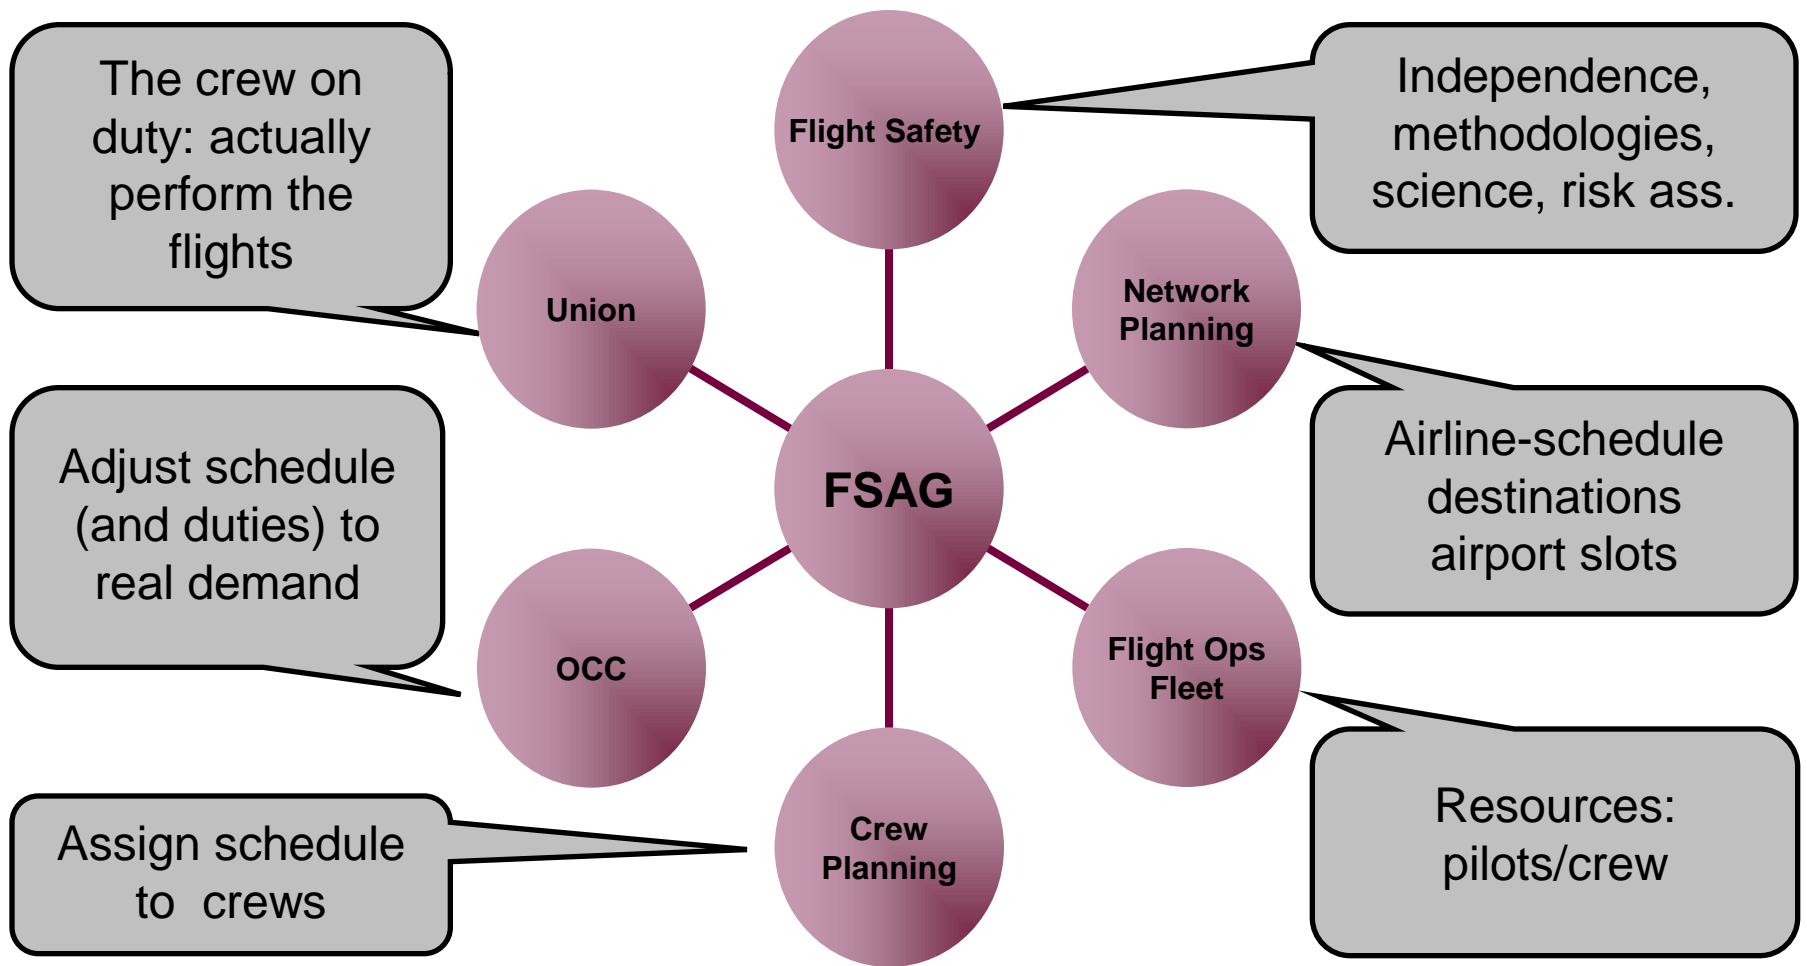 The crew on
duty: actually
perform the
flights
Flight Safety
Independence,
methodologies,
science, risk ass.
Union
Network
Planning
Adjust schedule
(and duties) to
real demand
FSAG
Airline-schedule
destinations
airport slots
OCC
Flight Ops
Fleet
Assign schedule
to crews
Crew
Planning
Resources:
pilots/crew